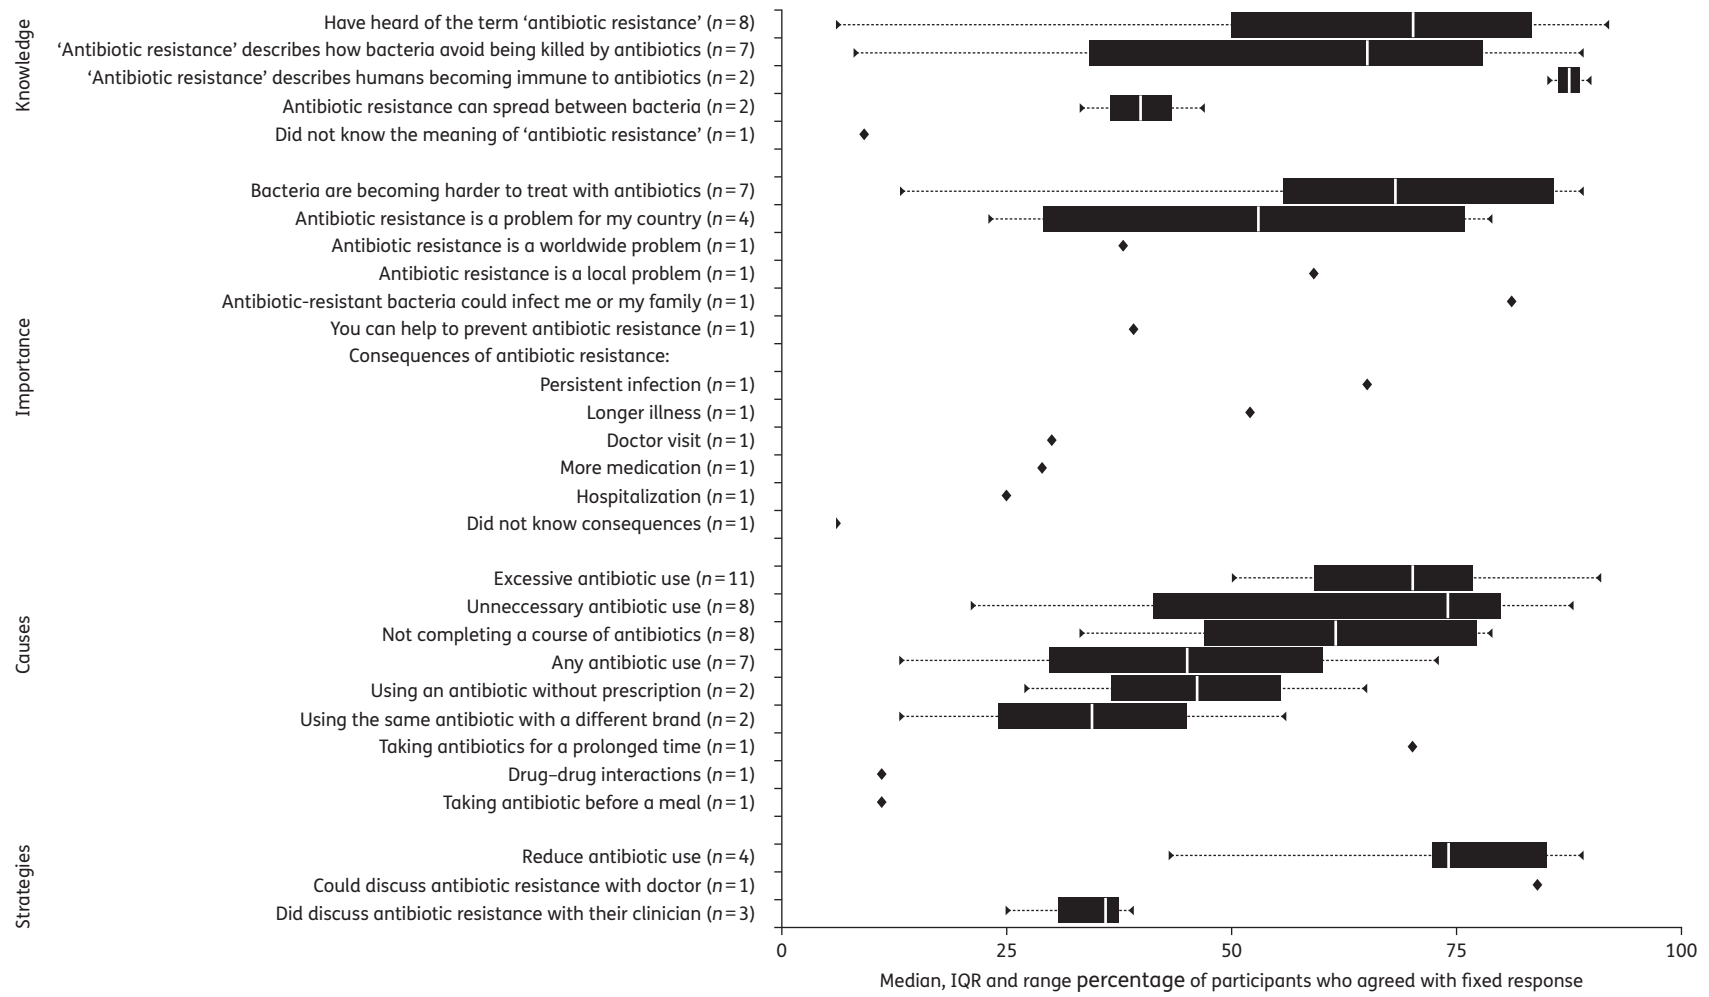 Knowledge
Have heard of the term ‘antibiotic resistance’ (n=8)
‘Antibiotic resistance’ describes how bacteria avoid being killed by antibiotics (n=7)
‘Antibiotic resistance’ describes humans becoming immune to antibiotics (n=2)
Antibiotic resistance can spread between bacteria (n=2)
Did not know the meaning of ‘antibiotic resistance’ (n=1)
Importance
Bacteria are becoming harder to treat with antibiotics (n=7)
Antibiotic resistance is a problem for my country (n=4)
Antibiotic resistance is a worldwide problem (n=1)
Antibiotic resistance is a local problem (n=1)
Antibiotic-resistant bacteria could infect me or my family (n=1)
You can help to prevent antibiotic resistance (n=1)
Consequences of antibiotic resistance:
Persistent infection (n=1)
Longer illness (n=1)
Doctor visit (n=1)
More medication (n=1)
Hospitalization (n=1)
Did not know consequences (n=1)
Causes
Excessive antibiotic use (n=11)
Unneccessary antibiotic use (n=8)
Not completing a course of antibiotics (n=8)
Any antibiotic use (n=7)
Using an antibiotic without prescription (n=2)
Using the same antibiotic with a different brand (n=2)
Taking antibiotics for a prolonged time (n=1)
Drug–drug interactions (n=1)
Taking antibiotic before a meal (n=1)
Strategies
Reduce antibiotic use (n=4)
Could discuss antibiotic resistance with doctor (n=1)
Did discuss antibiotic resistance with their clinician (n=3)
0 25 50 75 100
Median, IQR and range percentage of participants who agreed with fixed response